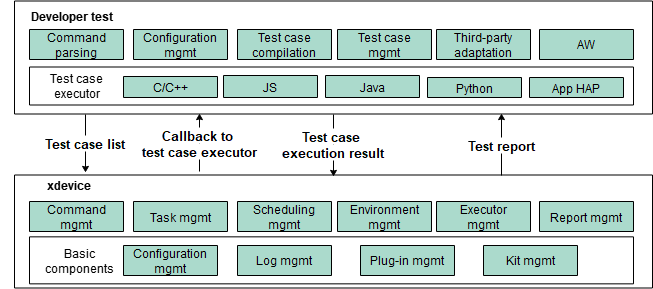 Developer test
Command
parsing
Configuration
mgmt
Test case
compilation
Test case
mgmt
Third-party
adaptation
AW
Test case
executor
C/C++
JS
Java
Python
App HAP
Test case list
Callback to
test case executor
Test case
execution result
Test report
xdevice
Command
mgmt
Task mgmt
Scheduling
mgmt
Environment
mgmt
Executor
mgmt
Report mgmt
Basic
components
Configuration
mgmt
Log mgmt
Plug-in mgmt
Kit mgmt